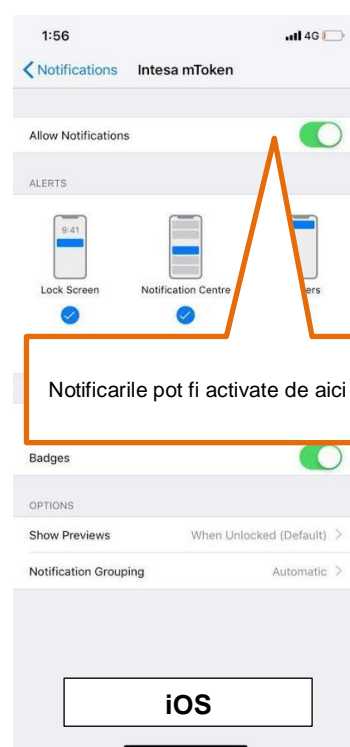 1:56 4G
Notifications Intesa mToken
Allow Notifications
ALERTS
9:41
Lock Screen Notification Centre
Notificarile pot fi activate de aici
Badges
OPTIONS
Show Previews When Unlocked (Default)
Notification Grouping Automatic
iOS